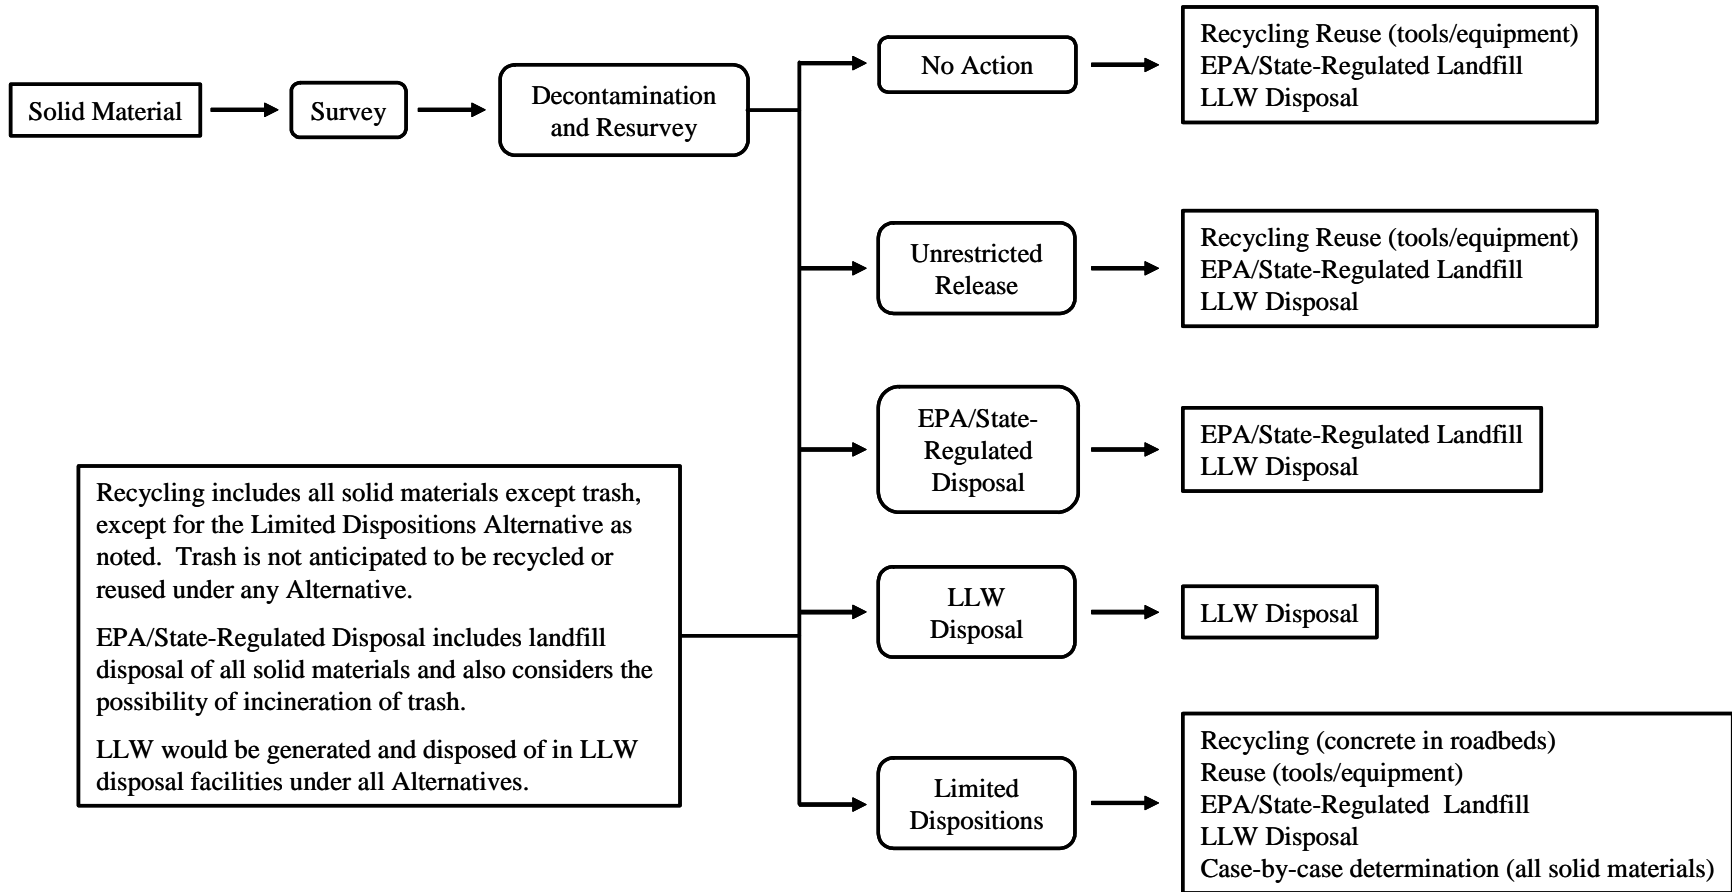 Solid Material
Survey
Decontamination
and Resurvey
No Action
Recycling Reuse (tools/equipment)
EPA/State-Regulated Landfill
LLW Disposal
Unrestricted
Release
Recycling Reuse (tools/equipment)
EPA/State-Regulated Landfill
LLW Disposal
EPA/State-
Regulated
Disposal
EPA/State-Regulated Landfill
LLW Disposal
Recycling includes all solid materials except trash,
except for the Limited Dispositions Alternative as
noted. Trash is not anticipated to be recycled or
reused under any Alternative.
EPA/State-Regulated Disposal includes landfill
disposal of all solid materials and also considers the
possibility of incineration of trash.
LLW would be generated and disposed of in LLW
disposal facilities under all Alternatives.
LLW
Disposal
LLW Disposal
Limited
Dispositions
Recycling (concrete in roadbeds)
Reuse (tools/equipment)
EPA/State-Regulated Landfill
LLW Disposal
Case-by-case determination (all solid materials)